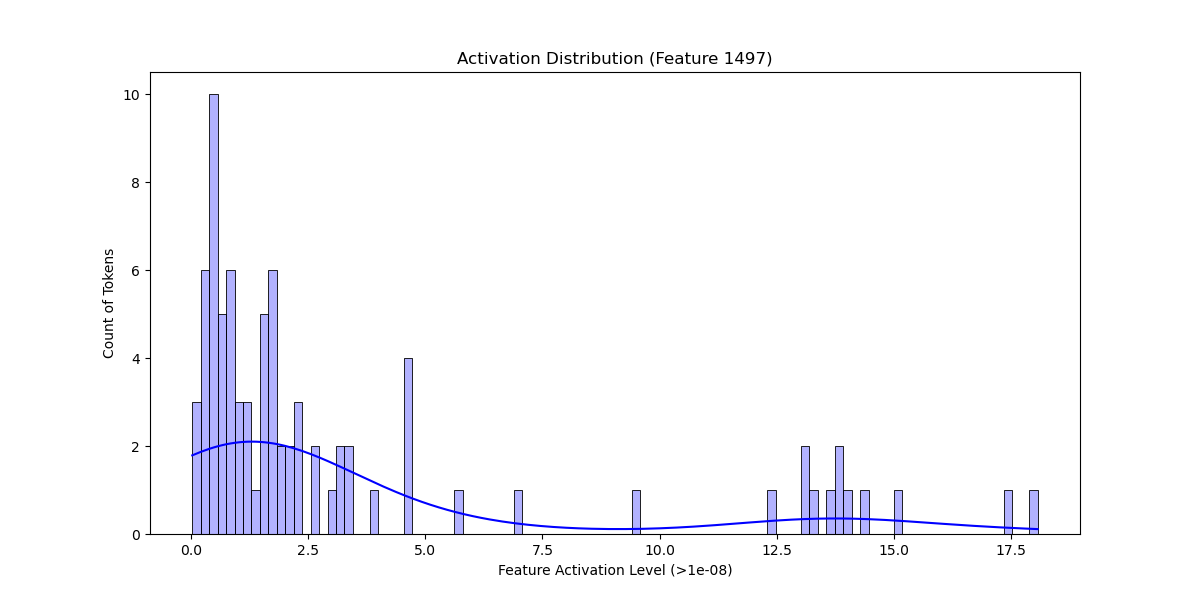 Activation Distribution (Feature 1497)
10
8
6
4
2
0
Count of Tokens
0.0 2.5 5.0 7.5 10.0 12.5 15.0 17.5
Feature Activation Level (>1e-08)